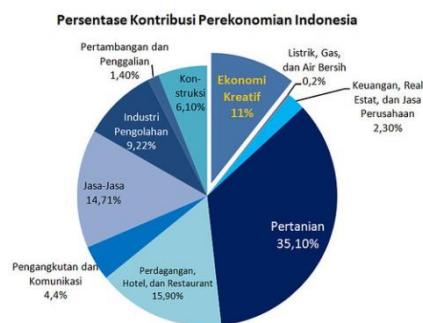 Persentase Kontribusi Perekonomian Indonesia
Pertambangan dan
Penggalian
1,40%
Kon-
struksi
6,10%
Ekonomi
Kreatif
11%
Listrik, Gas,
dan Air Bersih
0,2%
Keuangan, Real
Estat, dan Jasa
Perusahaan
2,30%
Industri
Pengolahan
9,22%
Jasa-Jasa
14,71%
Pertanian
35,10%
Pengangkutan dan
Komunikasi
4,4%
Perdagangan,
Hotel, dan Restaurant
15,90%